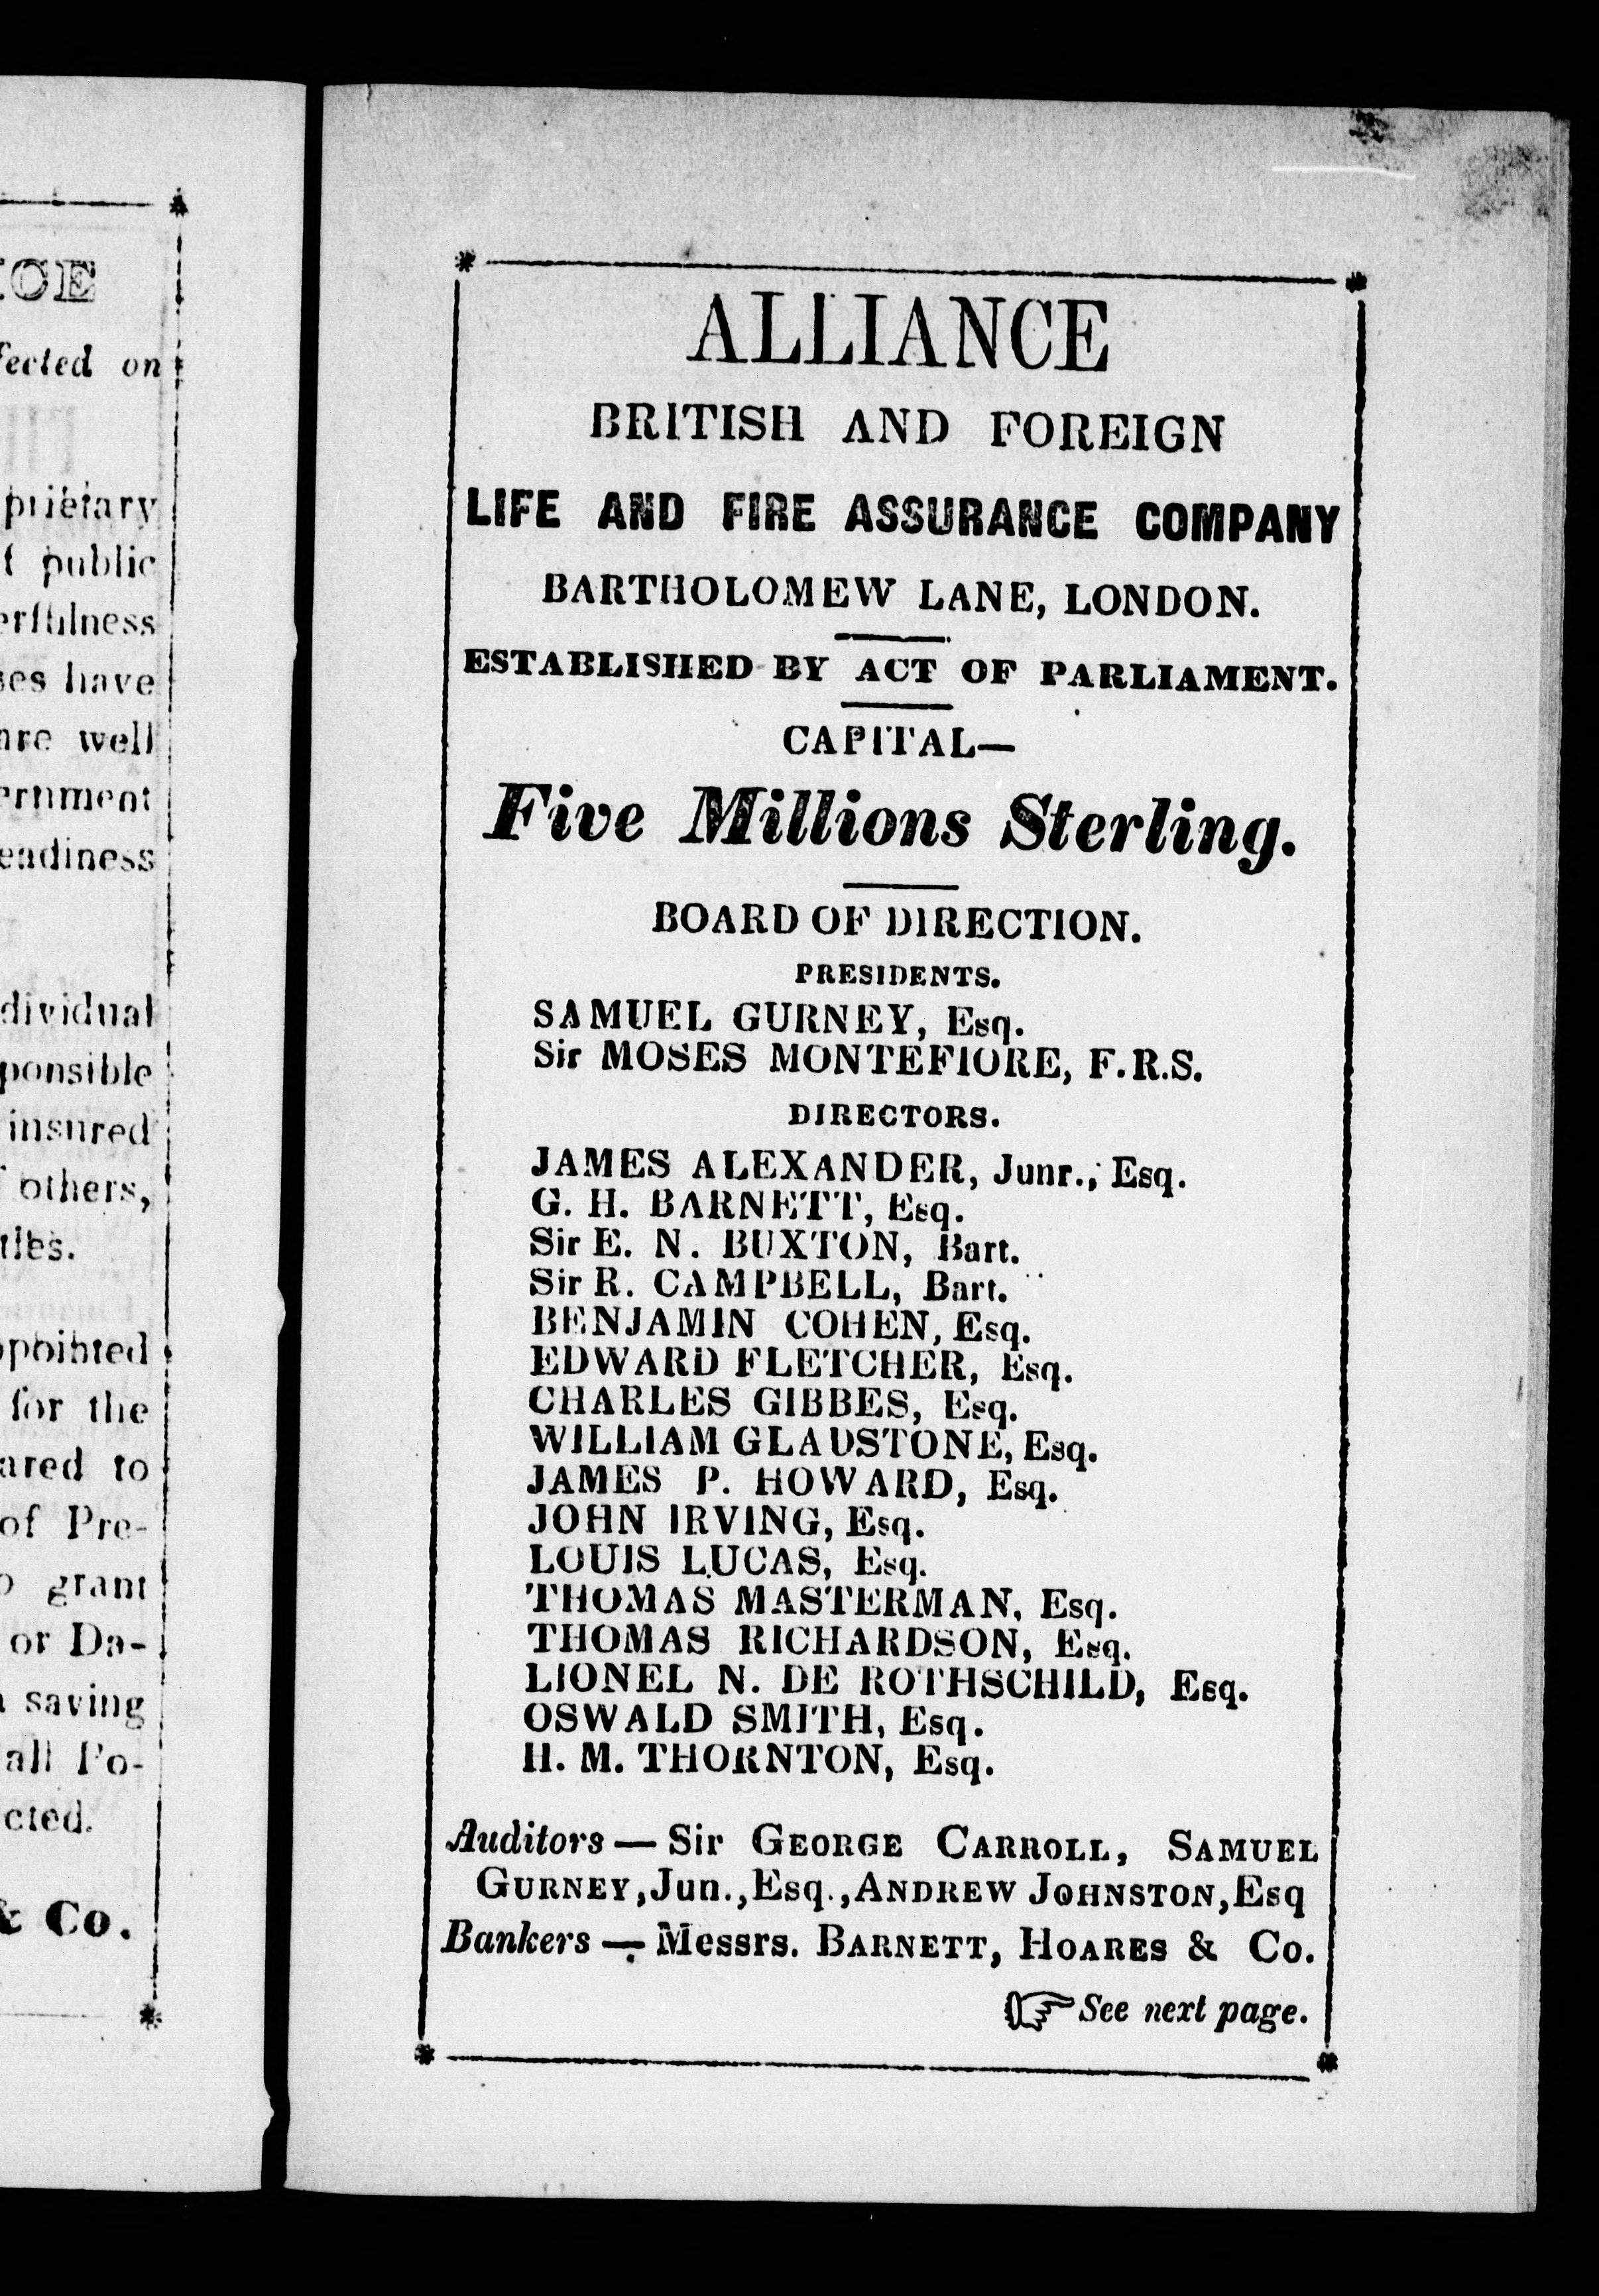 ICE
fected on
prietary
f public
erfulness
ses have
are well
ernment
eadiness
dividual
ponsible
insured
others,
ties.
ppointed
for the
ared to
of Pre-
o grant
or Da-
saving
all Po-
cted.
& Co.
ALLIANCE
BRITISH AND FOREIGN
LIFE AND FIRE ASSURANCE COMPANY
BARTHOLOMEW LANE, LONDON.
ESTABLISHED BY ACT OF PARLIAMENT.
CAPITAL—
Five Millions Sterling.
BOARD OF DIRECTION.
PRESIDENTS.
SAMUEL GURNEY, Esq.
Sir MOSES MONTEFIORE, F.R.S.
DIRECTORS.
JAMES ALEXANDER, Junr., Esq.
G. H. BARNETT, Esq.
Sir E. N. BUXTON, Bart.
Sir R. CAMPBELL, Bart.
BENJAMIN COHEN, Esq.
EDWARD FLETCHER, Esq.
CHARLES GIBBES, Esq.
WILLIAM GLADSTONE, Esq.
JAMES P. HOWARD, Esq.
JOHN IRVING, Esq.
LOUIS LUCAS, Esq.
THOMAS MASTERMAN, Esq.
THOMAS RICHARDSON, Esq.
LIONEL N. DE ROTHSCHILD, Esq.
OSWALD SMITH, Esq.
H. M. THORNTON, Esq.
Auditors — Sir GEORGE CARROLL, SAMUEL
GURNEY, Jun., Esq., ANDREW JOHNSTON, Esq
Bankers — Messrs. BARNETT, HOARES & Co.
☞ See next page.